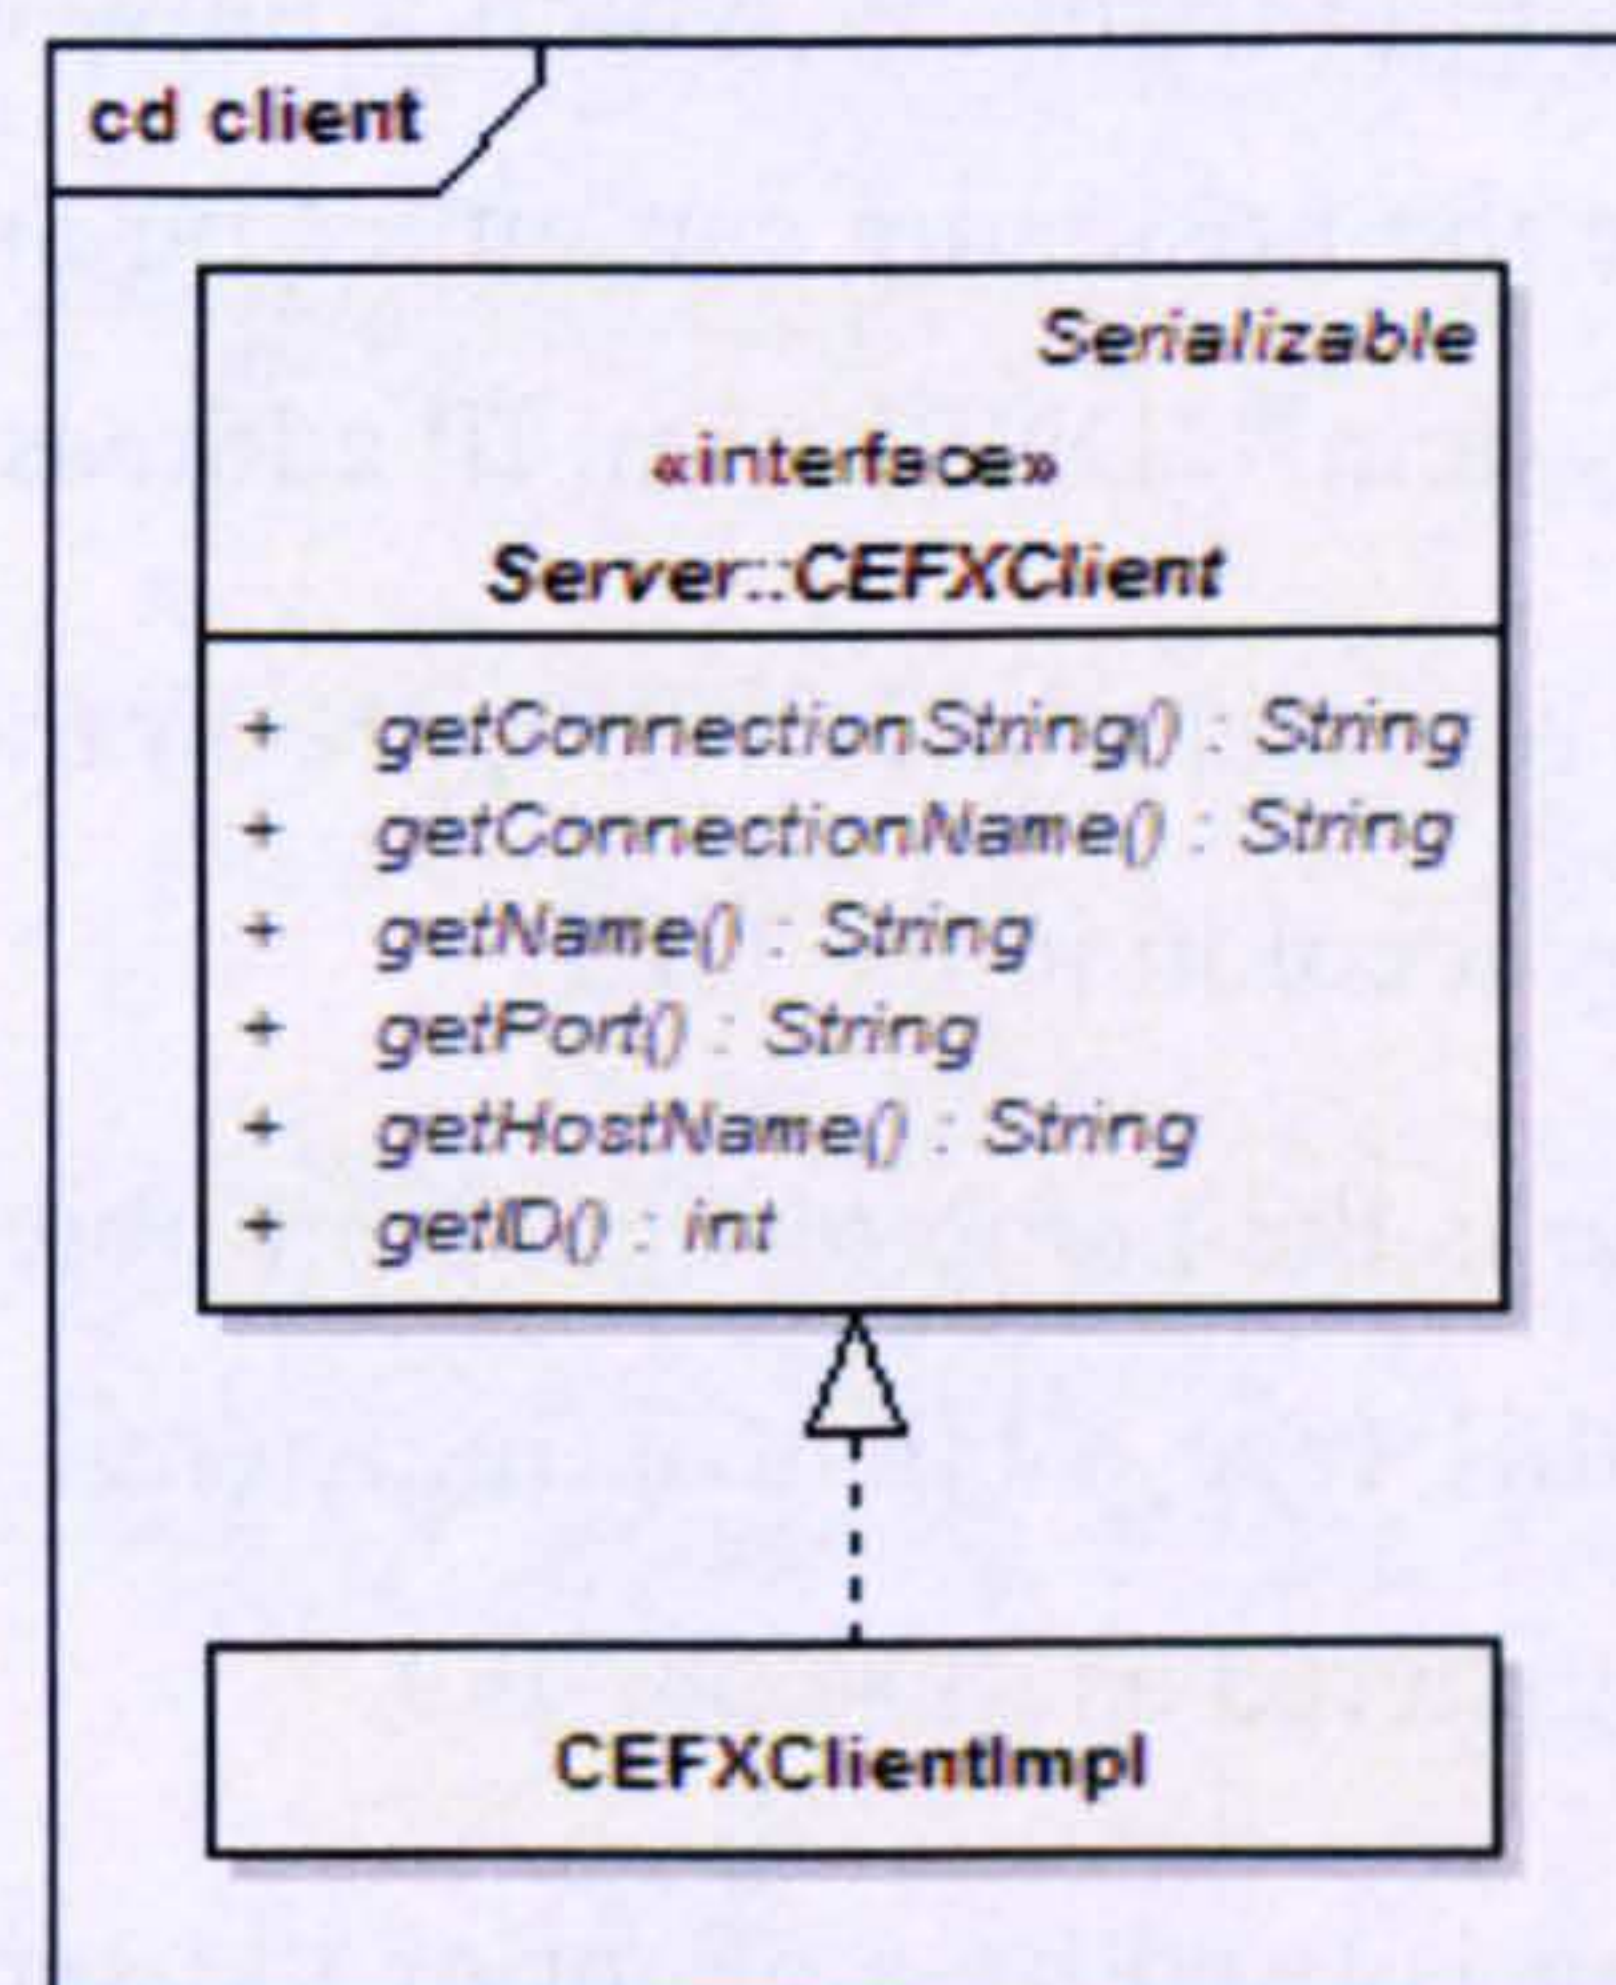 cd client
Serializable
«interface»
Server::CEFXClient
+ getConnectionString() : String
+ getConnectionName() : String
+ getName() : String
+ getPort() : String
+ getHostName() : String
+ getID() : int
CEFXClientImpl